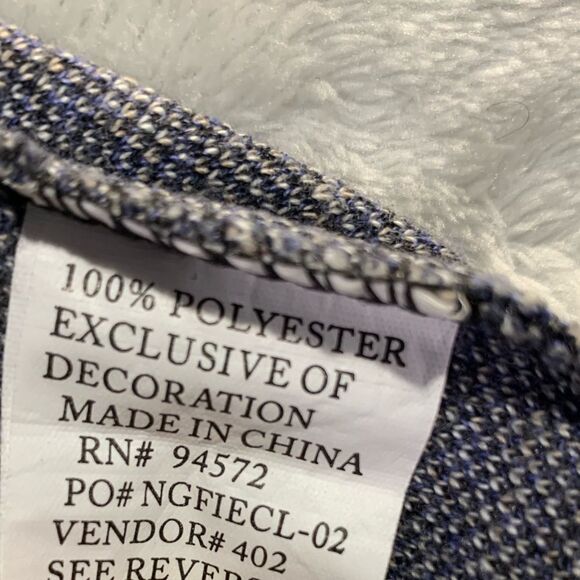 100% POLYESTER
EXCLUSIVE OF
DECORATION
MADE IN CHINA
RN# 94572
PO# NGFIECL-02
VENDOR# 402
SEE